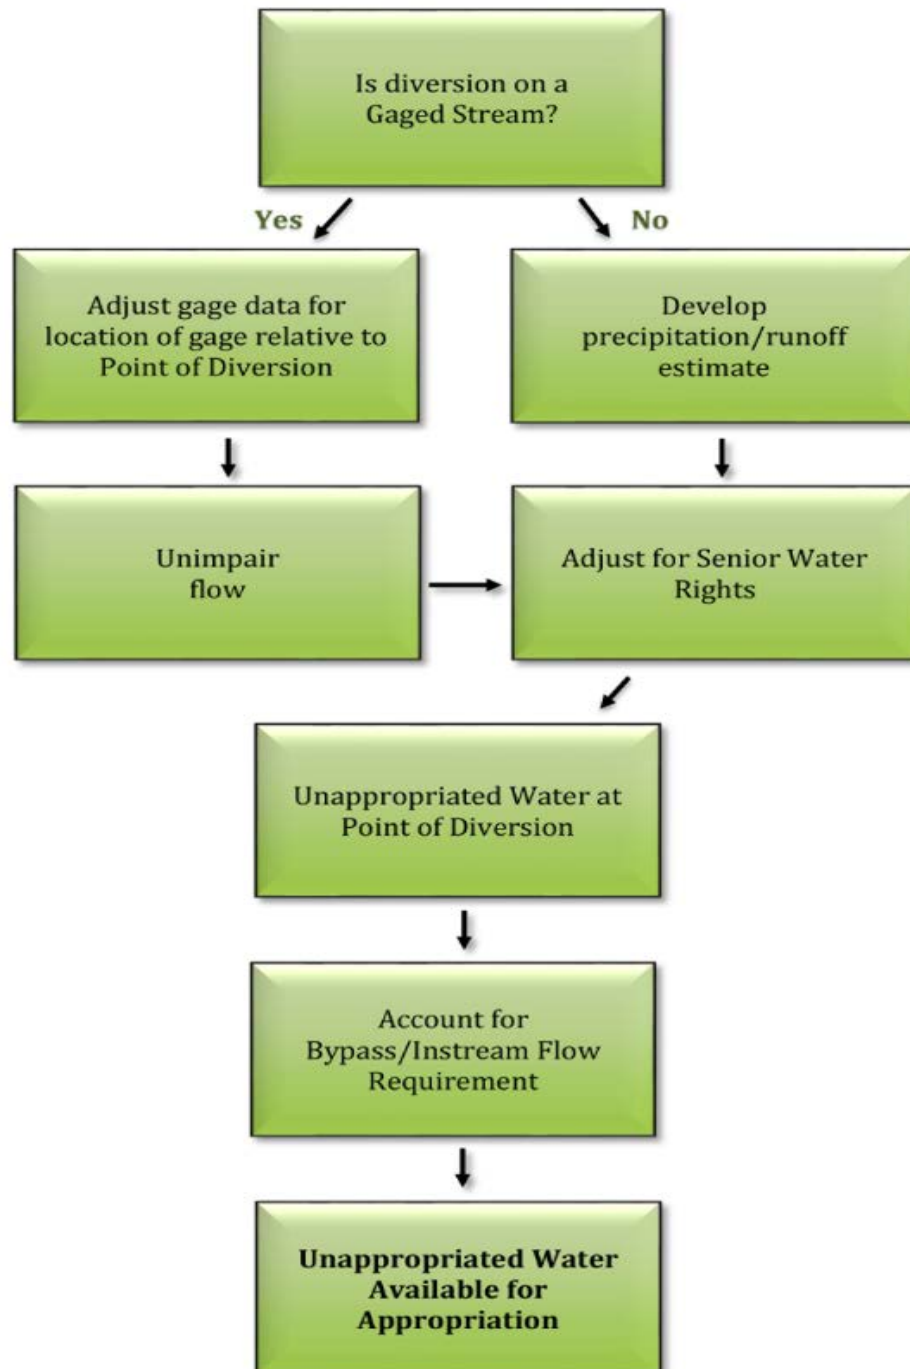 Is diversion on a
Gaged Stream?
Yes
No
Adjust gage data for
location of gage relative to
Point of Diversion
Develop
precipitation/runoff
estimate
Unimpair
flow
Adjust for Senior Water
Rights
Unappropriated Water at
Point of Diversion
Account for
Bypass/Instream Flow
Requirement
Unappropriated Water
Available for
Appropriation